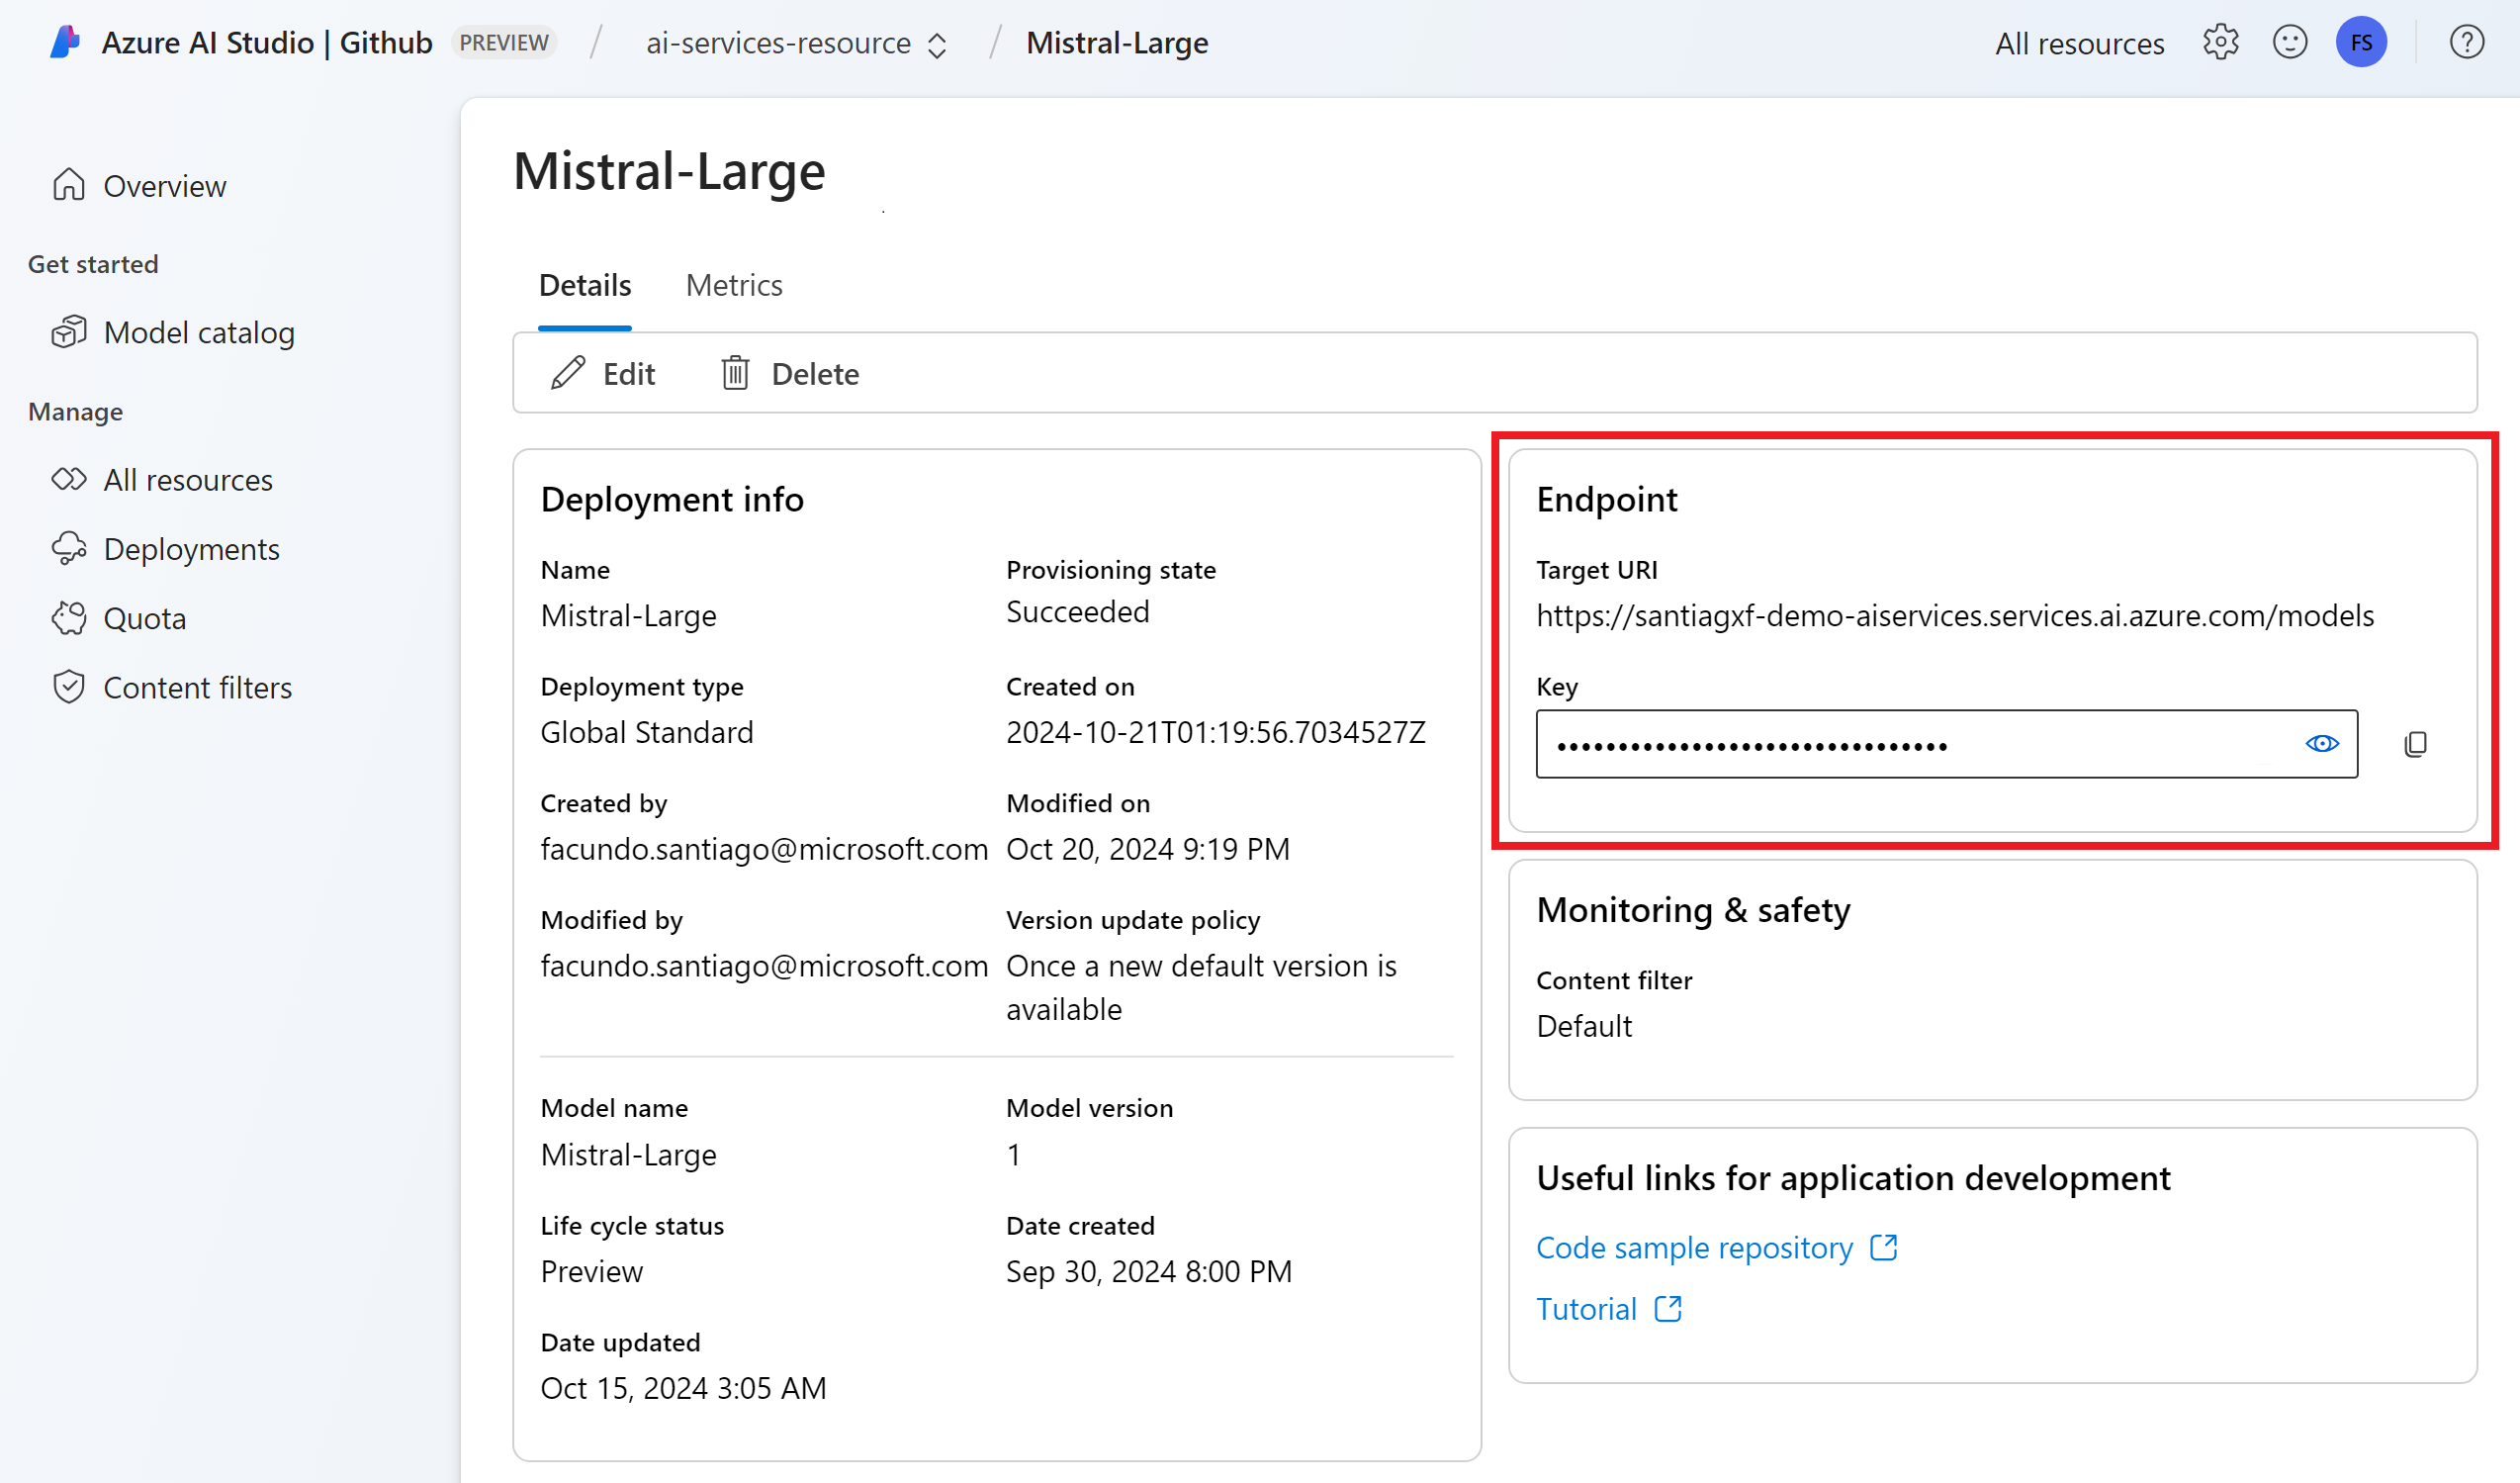 Azure AI Studio | Github PREVIEW / ai-services-resource / Mistral-Large
All resources FS
Overview
Get started
Model catalog
Manage
All resources
Deployments
Quota
Content filters
Mistral-Large
Details Metrics
Edit Delete
Deployment info
Name
Mistral-Large
Provisioning state
Succeeded
Deployment type
Global Standard
Created on
2024-10-21T01:19:56.7034527Z
Created by
facundo.santiago@microsoft.com
Modified on
Oct 20, 2024 9:19 PM
Modified by
facundo.santiago@microsoft.com
Version update policy
Once a new default version is
available
Model name
Mistral-Large
Model version
1
Life cycle status
Preview
Date created
Sep 30, 2024 8:00 PM
Date updated
Oct 15, 2024 3:05 AM
Endpoint
Target URI
https://santiagxf-demo-aiservices.services.ai.azure.com/models
Key
••••••••••••••••••••••••••••••••
Monitoring & safety
Content filter
Default
Useful links for application development
Code sample repository
Tutorial